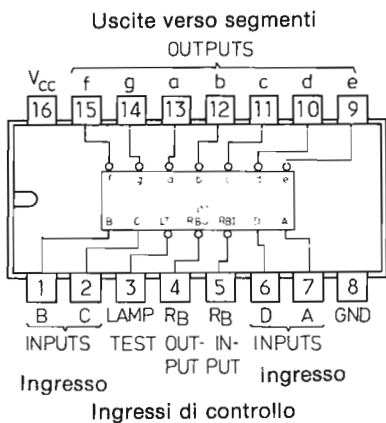 Uscite verso segmenti
OUTPUTS
VCC f g a b c d e
16 15 14 13 12 11 10 9
f g a b c d e
B C LT RBO RBI D A
1 2 3 4 5 6 7 8
B C LAMP RB RB D A GND
INPUTS TEST OUT- IN- INPUTS
PUT PUT
Ingresso Ingresso
Ingressi di controllo